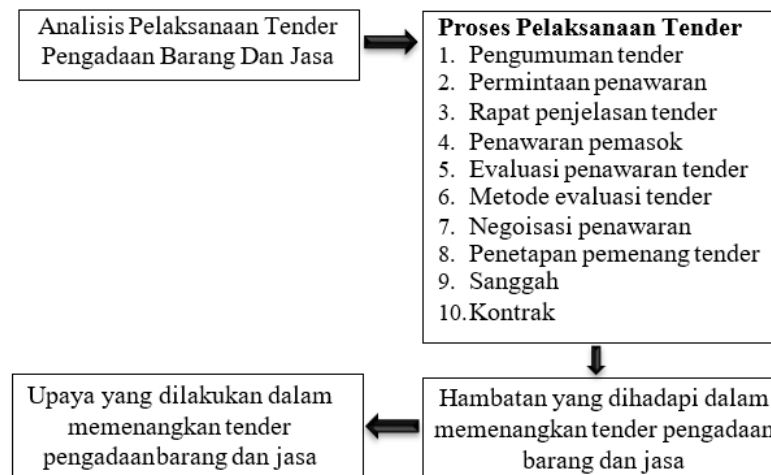 Analisis Pelaksanaan Tender
Pengadaan Barang Dan Jasa
Proses Pelaksanaan Tender
1. Pengumuman tender
2. Permintaan penawaran
3. Rapat penjelasan tender
4. Penawaran pemasok
5. Evaluasi penawaran tender
6. Metode evaluasi tender
7. Negoisasi penawaran
8. Penetapan pemenang tender
9. Sanggah
10. Kontrak
Hambatan yang dihadapi dalam
memenangkan tender pengadaan
barang dan jasa
Upaya yang dilakukan dalam
memenangkan tender
pengadaanbarang dan jasa